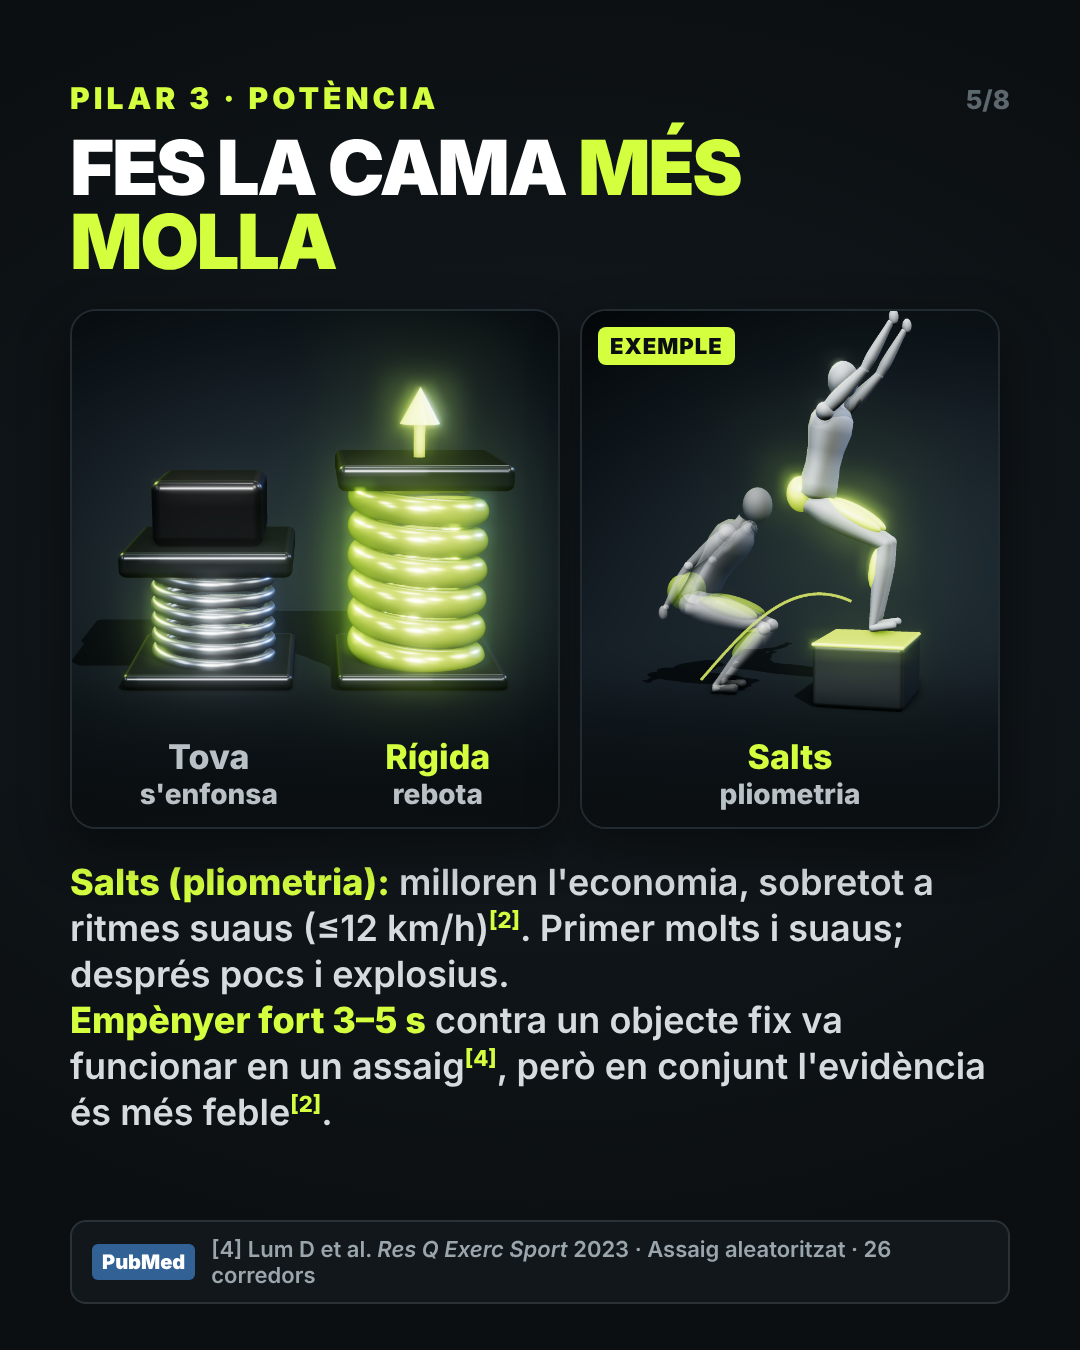 PILAR 3 · POTÈNCIA
5/8
FES LA CAMA MÉS
MOLLA
EXEMPLE
Tova
s'enfonsa
Rígida
rebota
Salts
pliometria
Salts (pliometria): milloren l'economia, sobretot a
ritmes suaus (≤12 km/h)[2]. Primer molts i suaus;
després pocs i explosius.
Empènyer fort 3–5 s contra un objecte fix va
funcionar en un assaig[4], però en conjunt l'evidència
és més feble[2].
PubMed
[4] Lum D et al. Res Q Exerc Sport 2023 · Assaig aleatoritzat · 26
corredors